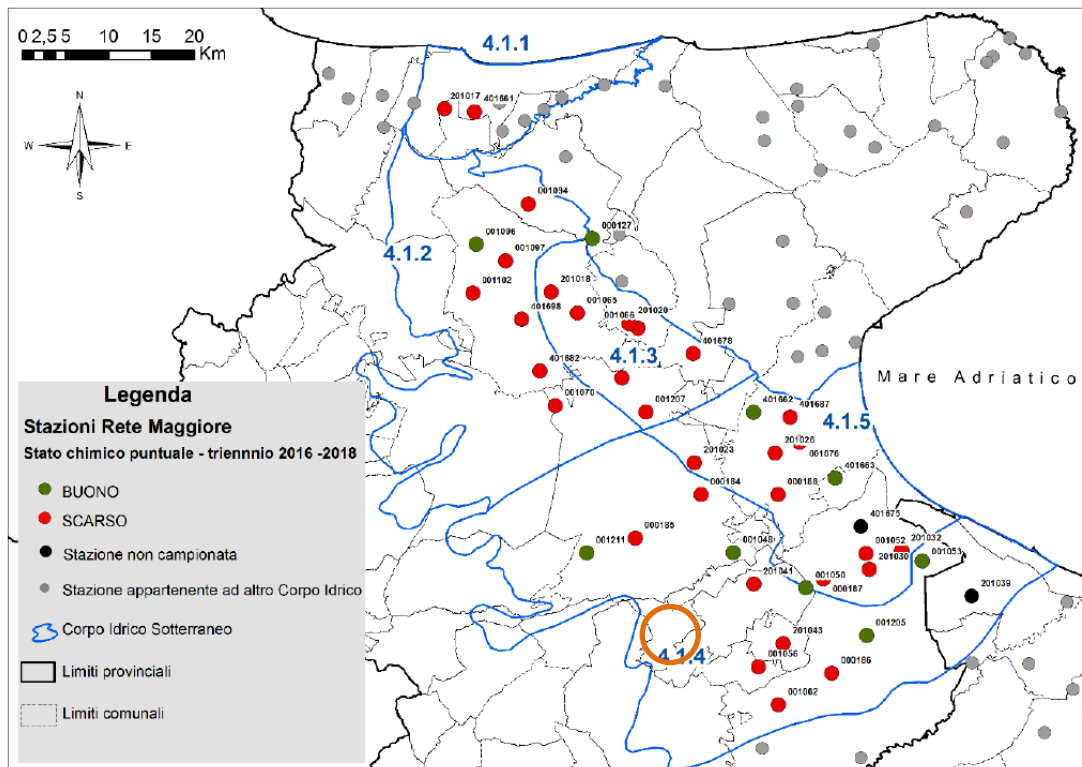 0 2,5 5 10 15 20
Km
N
W E
S
4.1.1
201017
401661
001094
001096
000127
001097
4.1.2
001102
201018
001065
401698
001066
201020
401678
4.1.3
401682
Mare Adriatico
001070
001207
401662
401687
4.1.5
201026
201023
001076
401663
000184
000188
401675
000185
001211
001048
001052
201032
001053
201030
201041
001050
000187
201039
001205
201043
4.1.4
001056
000186
001062
Legenda
Stazioni Rete Maggiore
Stato chimico puntuale - triennnio 2016 -2018
BUONO
SCARSO
Stazione non campionata
Stazione appartenente ad altro Corpo Idrico
Corpo Idrico Sotterraneo
Limiti provinciali
Limiti comunali